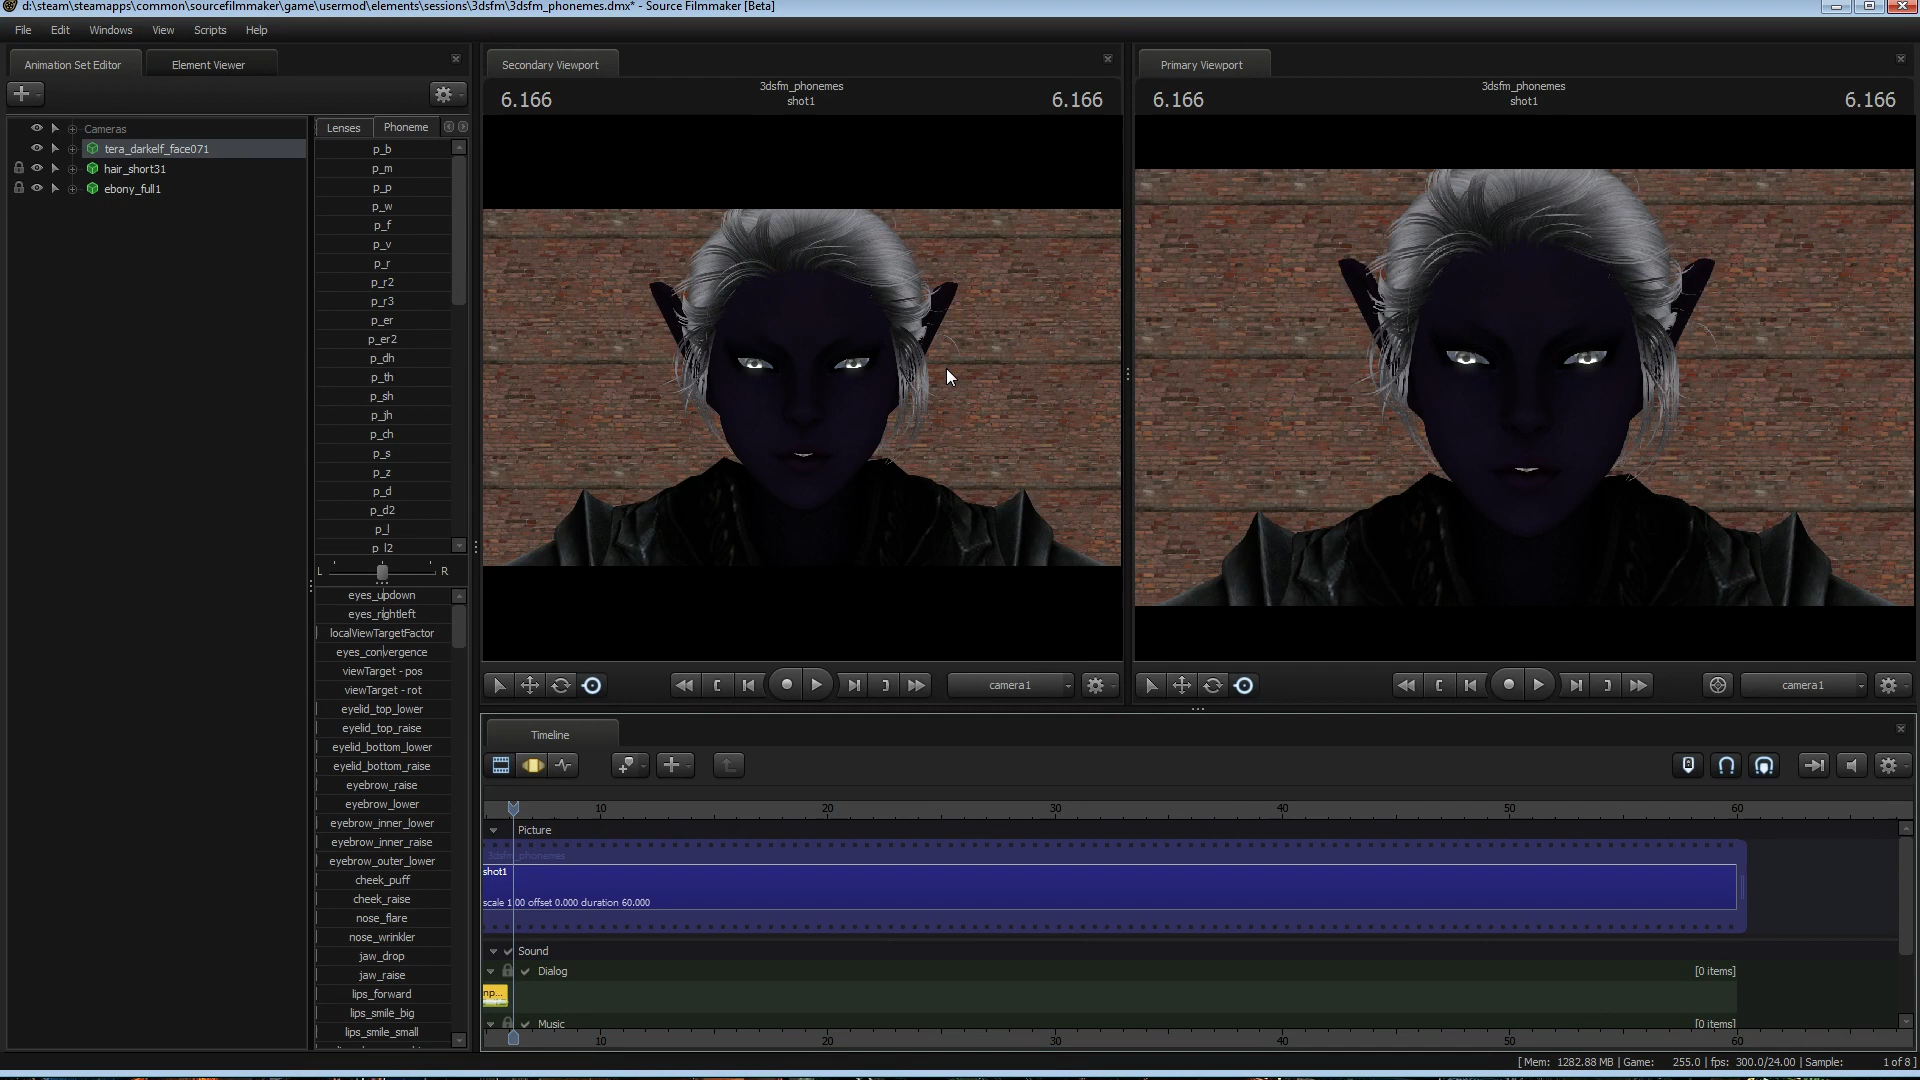 d:\steam\steamapps\common\sourcefilmmaker\game\usermod\elements\sessions\3dsfm\3dsfm_phonemes.dmx* - Source Filmmaker [Beta]
File Edit Windows View Scripts Help
Animation Set Editor
Element Viewer
Cameras
tera_darkelf_face071
hair_short31
ebony_full1
Lenses
Phoneme
p_b
p_m
p_p
p_w
p_f
p_v
p_r
p_r2
p_r3
p_er
p_er2
p_dh
p_th
p_sh
p_jh
p_ch
p_s
p_z
p_d
p_d2
p_l
p_l2
L R
eyes_updown
eyes_rightleft
localViewTargetFactor
eyes_convergence
viewTarget - pos
viewTarget - rot
eyelid_top_lower
eyelid_top_raise
eyelid_bottom_lower
eyelid_bottom_raise
eyebrow_raise
eyebrow_lower
eyebrow_inner_lower
eyebrow_inner_raise
eyebrow_outer_lower
cheek_puff
cheek_raise
nose_flare
nose_wrinkler
jaw_drop
jaw_raise
lips_forward
lips_smile_big
lips_smile_small
Secondary Viewport
6.166
3dsfm_phonemes
shot1
6.166
camera1
Primary Viewport
6.166
3dsfm_phonemes
shot1
6.166
camera1
Timeline
10 20 30 40 50 60
Picture
3dsfm_phonemes
shot1
scale 1.00 offset 0.000 duration 60.000
Sound
Dialog [0 items]
np...
Music [0 items]
10 20 30 40 50 60
[ Mem: 1282.88 MB | Game: 255.0 | fps: 300.0/24.00 | Sample: 1 of 8 ]